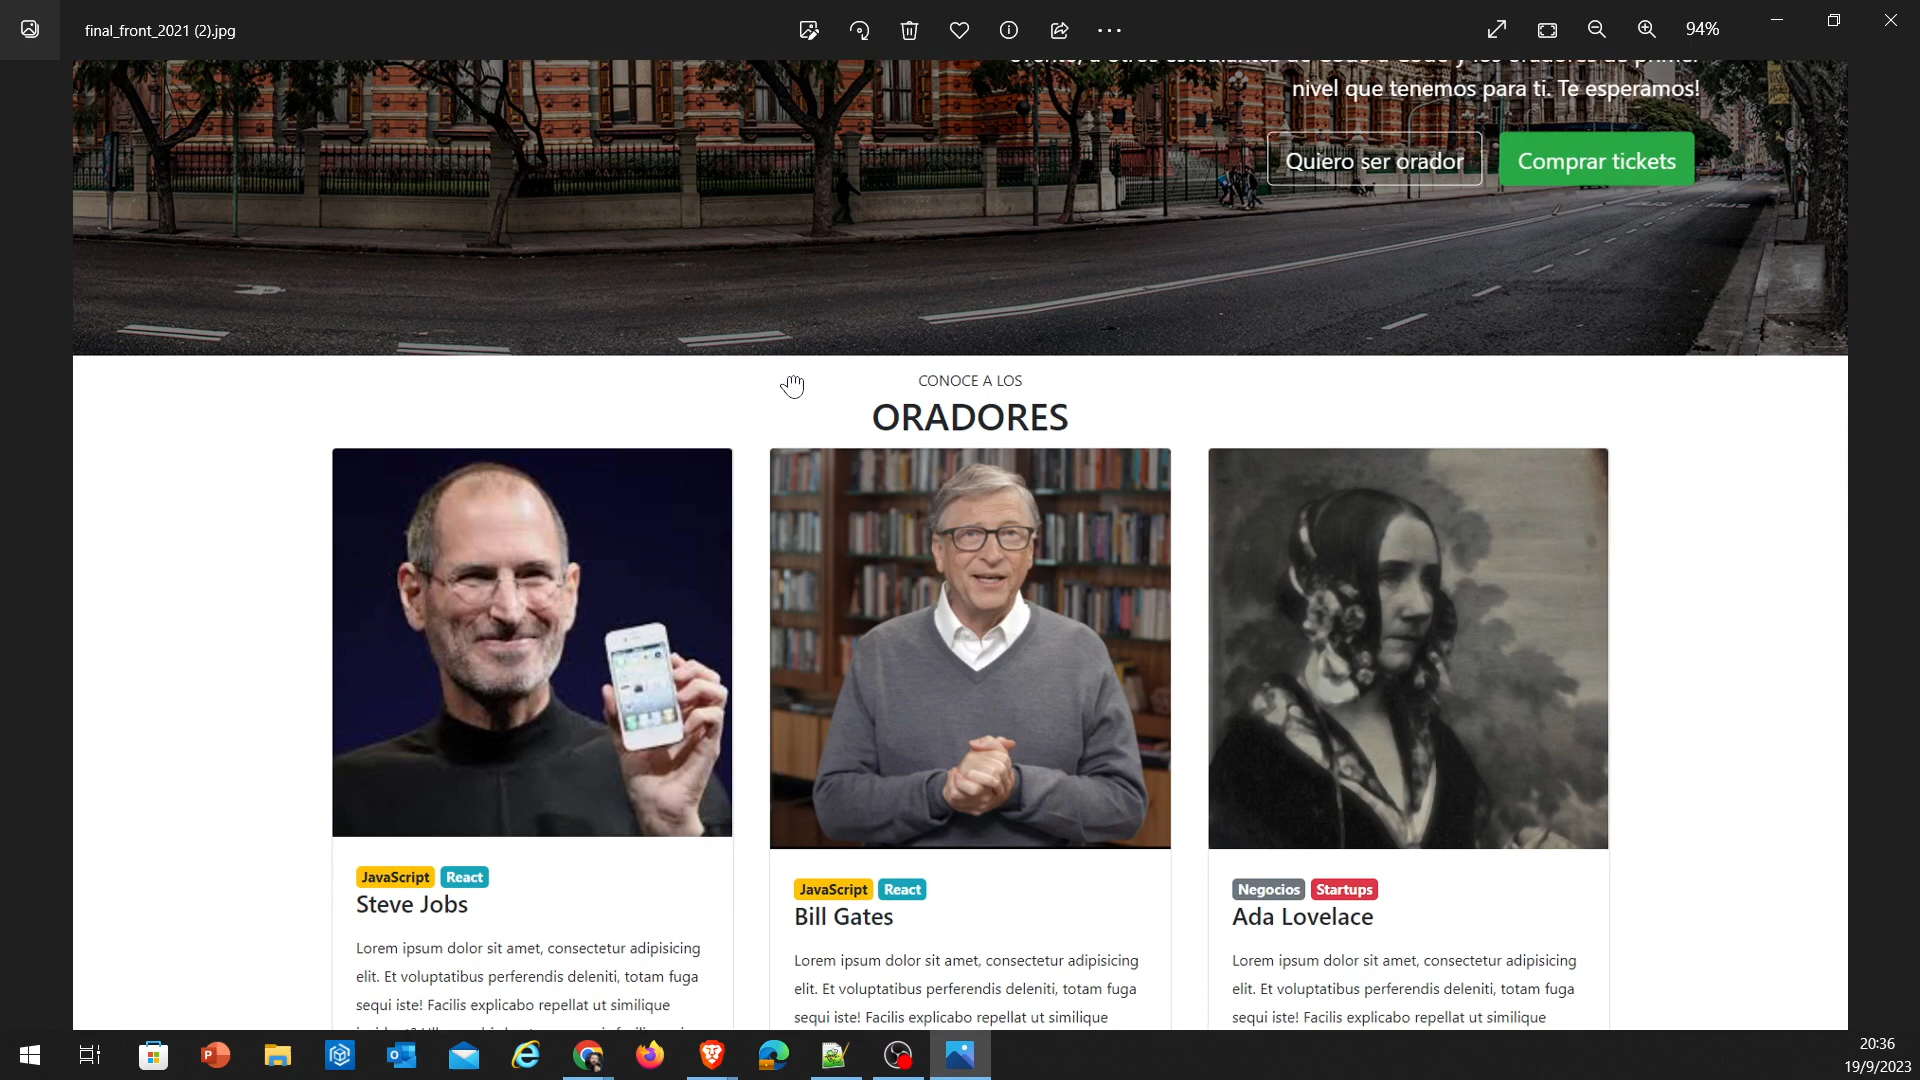 final_front_2021 (2).jpg
94%
nivel que tenemos para ti. Te esperamos!
Quiero ser orador
Comprar tickets
CONOCE A LOS
ORADORES
JavaScript React
Steve Jobs
Lorem ipsum dolor sit amet, consectetur adipisicing
elit. Et voluptatibus perferendis deleniti, totam fuga
sequi iste! Facilis explicabo repellat ut similique
JavaScript React
Bill Gates
Lorem ipsum dolor sit amet, consectetur adipisicing
elit. Et voluptatibus perferendis deleniti, totam fuga
sequi iste! Facilis explicabo repellat ut similique
Negocios Startups
Ada Lovelace
Lorem ipsum dolor sit amet, consectetur adipisicing
elit. Et voluptatibus perferendis deleniti, totam fuga
sequi iste! Facilis explicabo repellat ut similique
20:36
19/9/2023